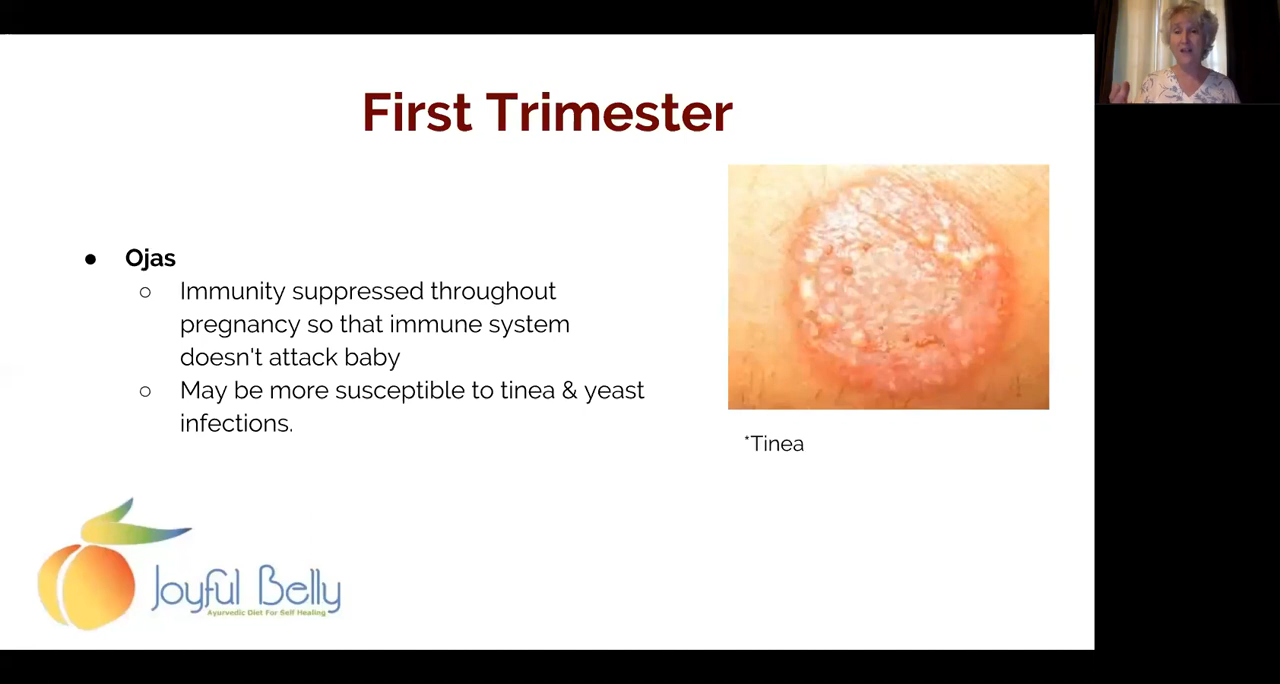 First Trimester
● Ojas
○ Immunity suppressed throughout
pregnancy so that immune system
doesn't attack baby
○ May be more susceptible to tinea & yeast
infections.
*Tinea
Joyful Belly
Ayurvedic Diet For Self Healing